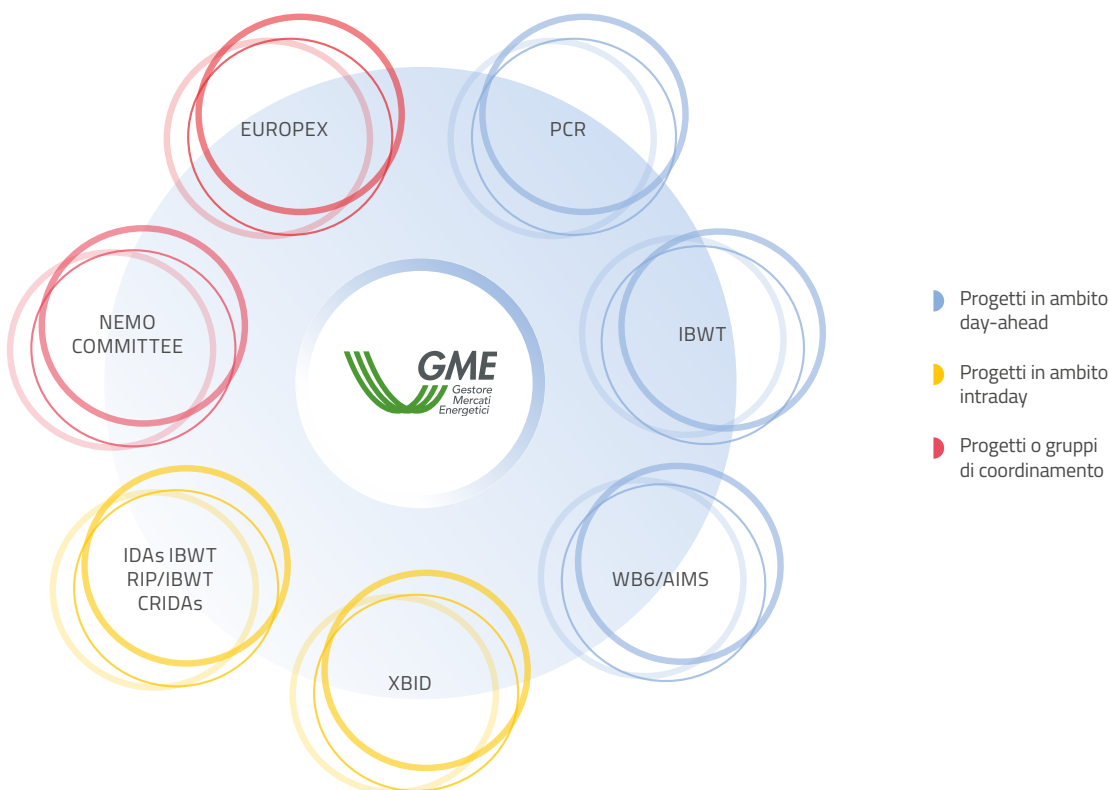 EUROPEX
PCR
NEMO
COMMITTEE
IBWT
GME
Gestore
Mercati
Energetici
IDAs IBWT
RIP/IBWT
CRIDAs
WB6/AIMS
XBID
Progetti in ambito
day-ahead
Progetti in ambito
intraday
Progetti o gruppi
di coordinamento